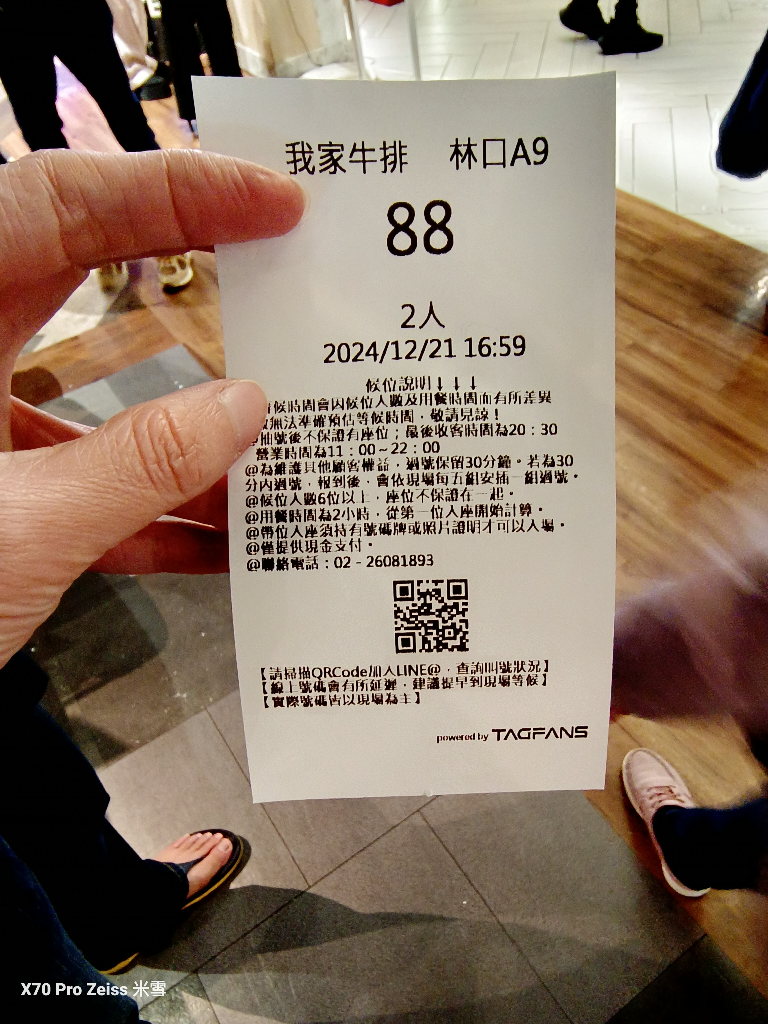 我家牛排 林口A9
88
2人
2024/12/21 16:59
候位說明↓↓↓
候時間會因候位人數及用餐時間而有所差異
無法準確預估等候時間，敬請見諒！
抽號後不保證有座位；最後收客時間為20：30
營業時間為11：00～22：00
@為維護其他顧客權益，過號保留30分鐘。若為30
分內過號，報到後，會依現場每五組安插一組過號。
@候位人數6位以上，座位不保證在一起。
@用餐時間為2小時，從第一位入座開始計算。
@帶位入座須持有號碼牌或照片證明才可以入場。
@僅提供現金支付。
@聯絡電話：02－26081893
【請掃描QRCode加入LINE@，查詢叫號狀況】
【線上號碼會有所延遲，建議提早到現場等候】
【實際號碼皆以現場為主】
powered by TAGFANS
X70 Pro Zeiss 米雪